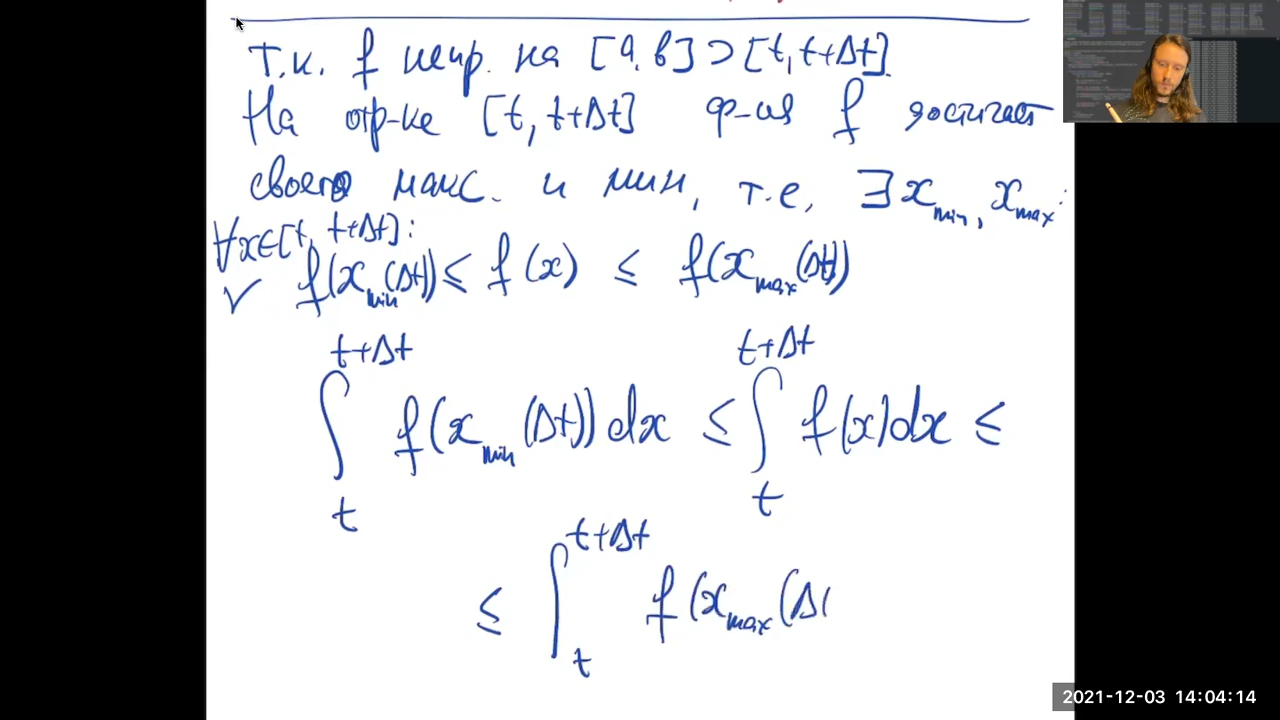 т.к. f непр. на [a, b] ⊃ [t, t+Δt].
На отр-ке [t, t+Δt] ф-ия f достигает
своего макс. и мин, т.е, ∃ x_min, x_max:
∀x∈[t, t+Δt]:
✓ f(x_min(Δt)) ≤ f(x) ≤ f(x_max(Δt))
∫_t^{t+Δt} f(x_min(Δt)) dx ≤ ∫_t^{t+Δt} f(x)dx ≤
≤ ∫_t^{t+Δt} f(x_max(Δ(
2021-12-03 14:04:14